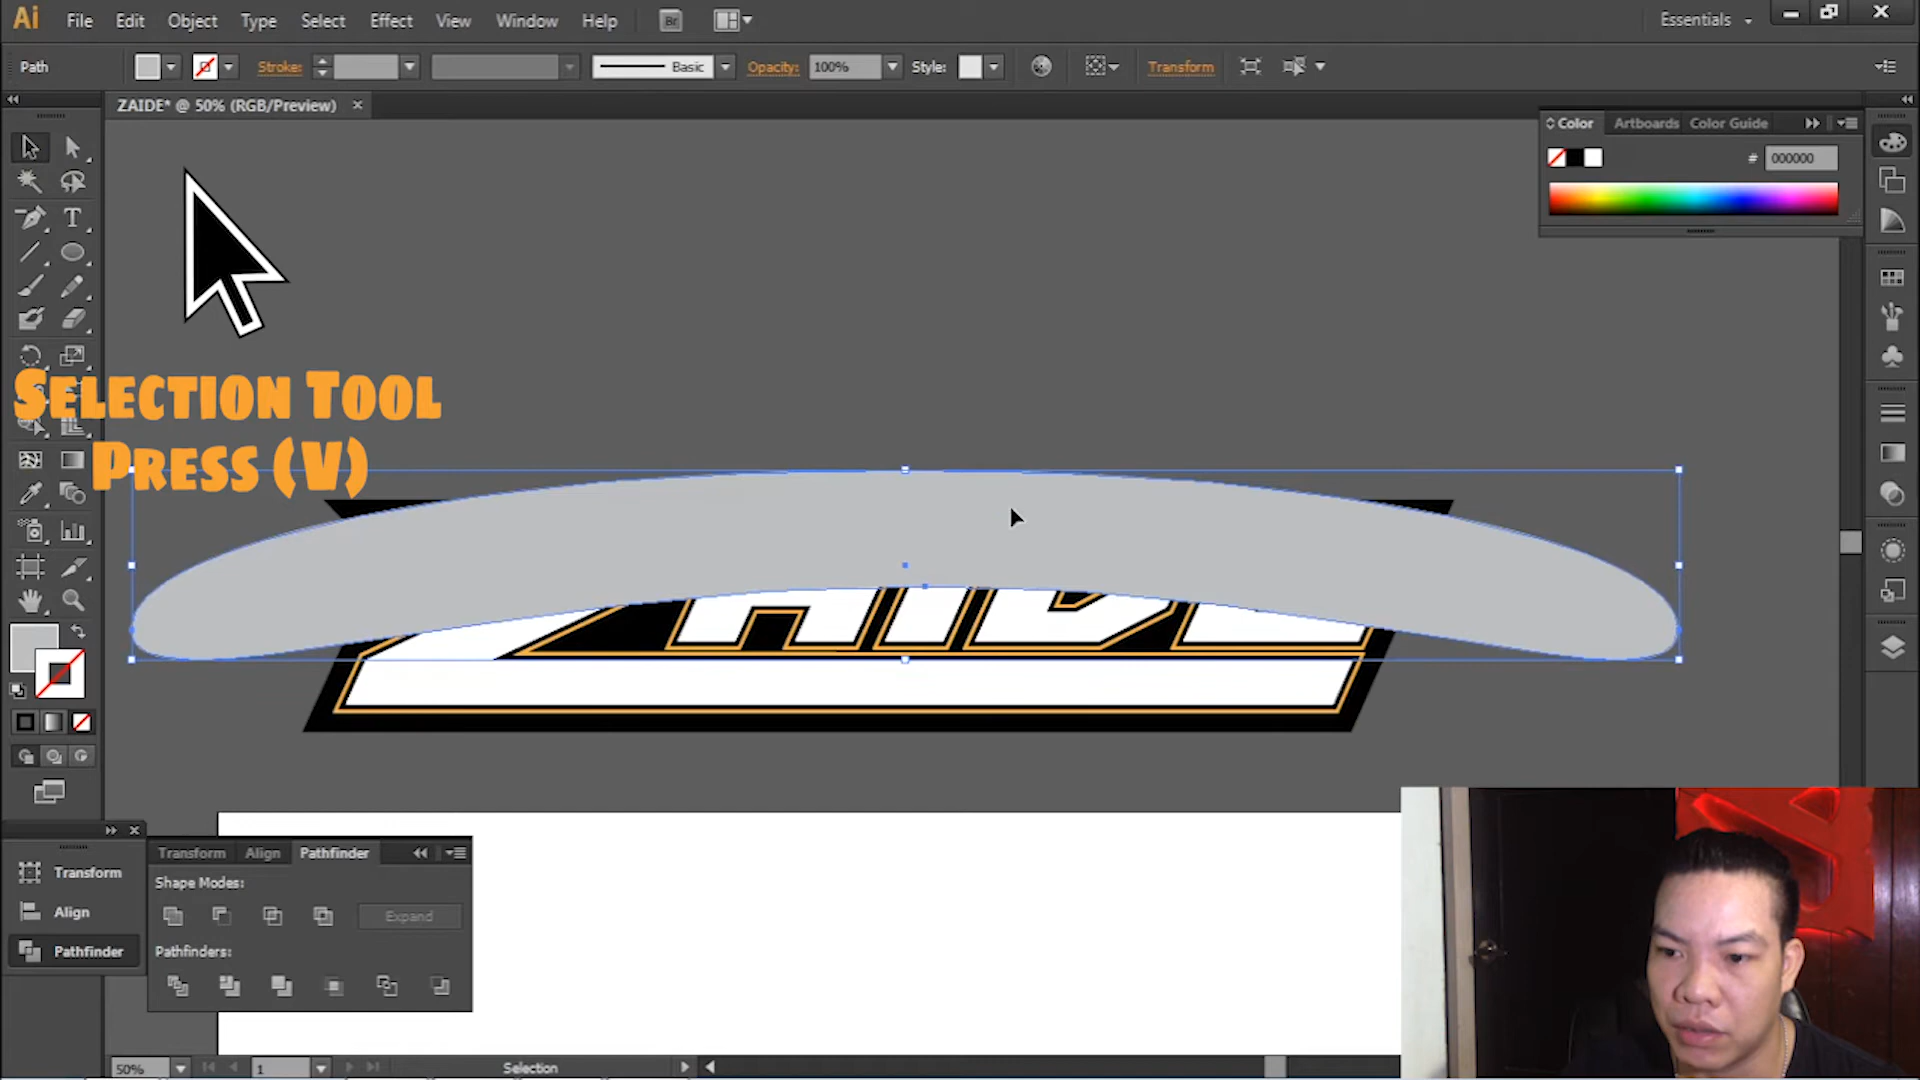 Ai File Edit Object Type Select Effect View Window Help Br Essentials
Path Stroke: Basic Opacity: 100% Style: Transform
ZAIDE* @ 50% (RGB/Preview)
Color Artboards Color Guide
# 000000
Selection Tool
Press (V)
Transform
Align
Pathfinder
Transform Align Pathfinder
Shape Modes:
Expand
Pathfinders:
50% 1 Selection